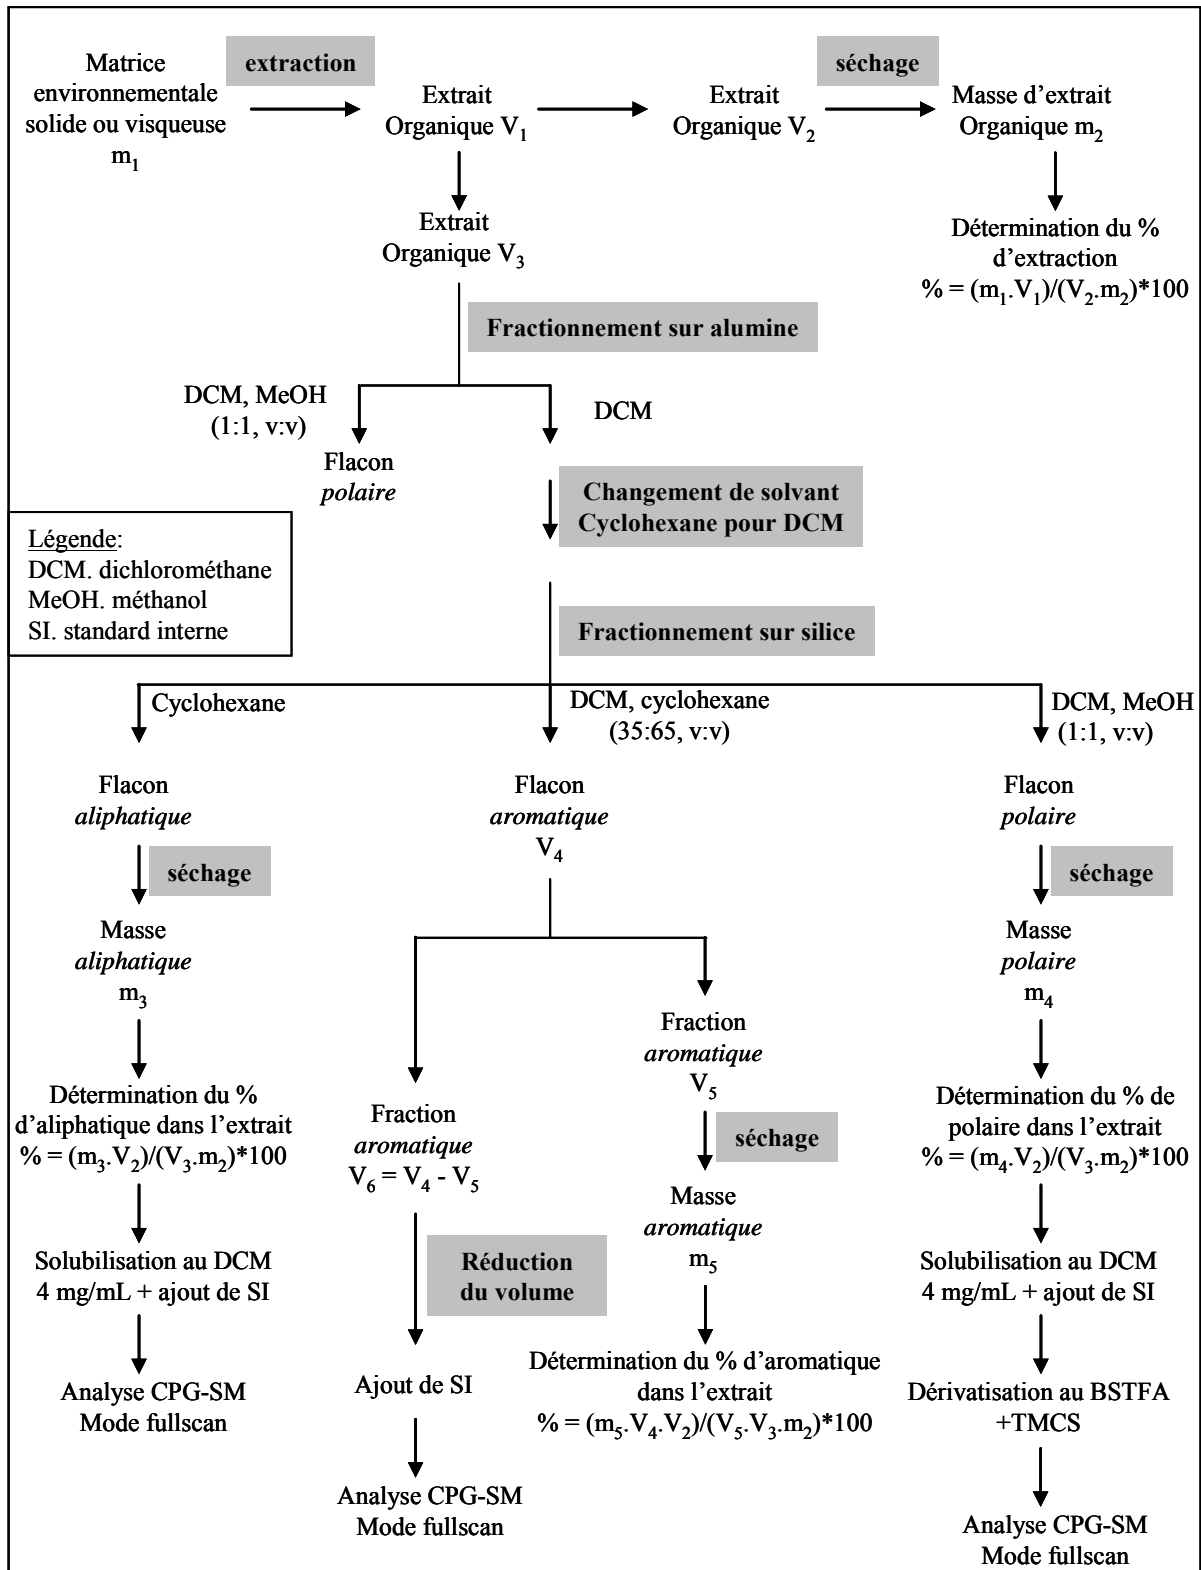 Matrice
environnementale
solide ou visqueuse
m₁
extraction
Extrait
Organique V₁
Extrait
Organique V₂
séchage
Masse d'extrait
Organique m₂
Détermination du %
d'extraction
% = (m₁.V₁)/(V₂.m₂)*100
Extrait
Organique V₃
Fractionnement sur alumine
DCM, MeOH
(1:1, v:v)
DCM
Flacon
polaire
Changement de solvant
Cyclohexane pour DCM
Légende:
DCM. dichlorométhane
MeOH. méthanol
SI. standard interne
Fractionnement sur silice
Cyclohexane
DCM, cyclohexane
(35:65, v:v)
DCM, MeOH
(1:1, v:v)
Flacon
aliphatique
séchage
Masse
aliphatique
m₃
Détermination du %
d'aliphatique dans l'extrait
% = (m₃.V₂)/(V₃.m₂)*100
Solubilisation au DCM
4 mg/mL + ajout de SI
Analyse CPG-SM
Mode fullscan
Flacon
aromatique
V₄
Fraction
aromatique
V₆ = V₄ - V₅
Réduction
du volume
Ajout de SI
Analyse CPG-SM
Mode fullscan
Fraction
aromatique
V₅
séchage
Masse
aromatique
m₅
Détermination du % d'aromatique
dans l'extrait
% = (m₅.V₄.V₂)/(V₅.V₃.m₂)*100
Flacon
polaire
séchage
Masse
polaire
m₄
Détermination du % de
polaire dans l'extrait
% = (m₄.V₂)/(V₃.m₂)*100
Solubilisation au DCM
4 mg/mL + ajout de SI
Dérivatisation au BSTFA
+TMCS
Analyse CPG-SM
Mode fullscan